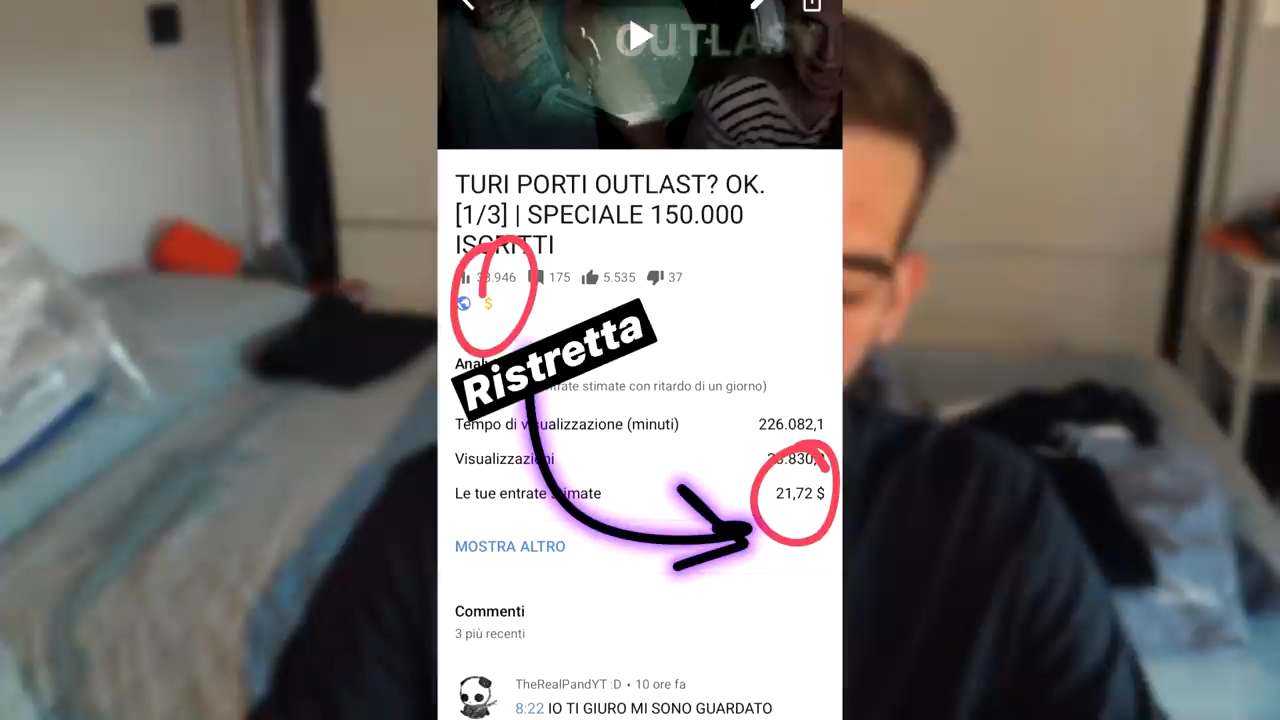 OUTLAST
TURI PORTI OUTLAST? OK.
[1/3] | SPECIALE 150.000
ISCRITTI
175 5.535 37
$
Ristretta
trate stimate con ritardo di un giorno)
Tempo di visualizzazione (minuti) 226.082,1
Visualizzazioni
Le tue entrate stimate 21,72 $
MOSTRA ALTRO
Commenti
3 più recenti
TheRealPandYT :D • 10 ore fa
8:22 IO TI GIURO MI SONO GUARDATO